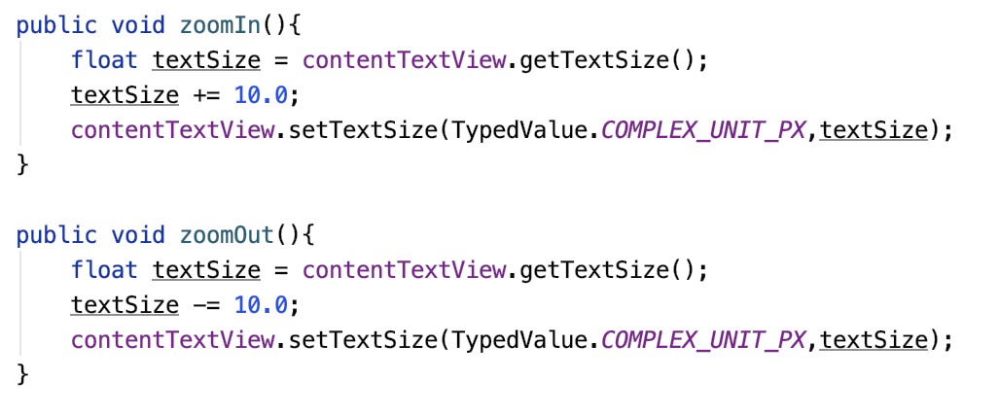 public void zoomIn(){
    float textSize = contentTextView.getTextSize();
    textSize += 10.0;
    contentTextView.setTextSize(TypedValue.COMPLEX_UNIT_PX,textSize);
}

public void zoomOut(){
    float textSize = contentTextView.getTextSize();
    textSize -= 10.0;
    contentTextView.setTextSize(TypedValue.COMPLEX_UNIT_PX,textSize);
}